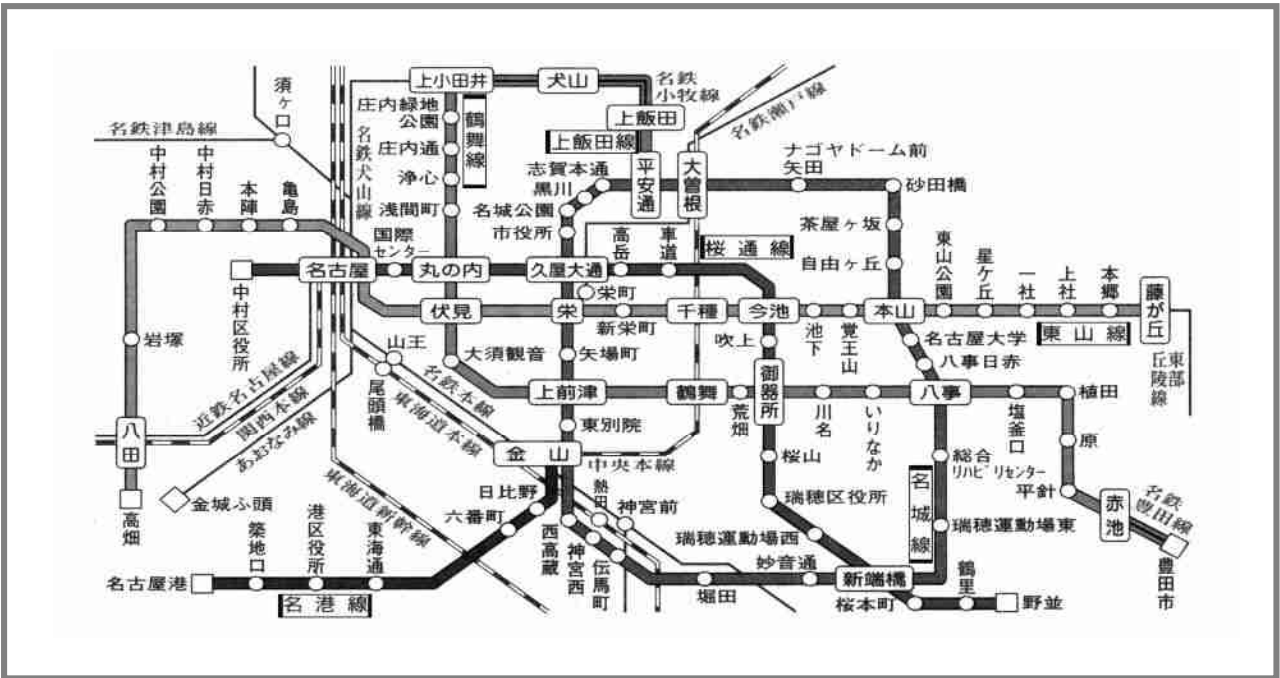 上小田井
犬山
名鉄
小牧線
須ヶ口
庄内緑地
公園
鶴舞線
上飯田
名鉄瀬戸線
名鉄津島線
名鉄犬山線
上飯田線
庄内通
志賀本通
平安通
大曽根
ナゴヤドーム前
矢田
砂田橋
中村公園
中村日赤
本陣
亀島
浄心
黒川
浅間町
名城公園
市役所
茶屋ヶ坂
国際
センター
高岳
車道
桜通線
自由ヶ丘
東山公園
星ケ丘
一社
上社
本郷
名古屋
丸の内
久屋大通
中村区役所
栄町
伏見
栄
新栄町
千種
今池
池下
覚王山
本山
藤が丘
東山線
東部
丘陵線
岩塚
山王
大須観音
矢場町
吹上
名古屋大学
八事日赤
近鉄名古屋線
関西本線
あおなみ線
尾頭橋
名鉄本線
東海道本線
上前津
鶴舞
荒畑
御器所
川名
いりなか
八事
塩釜口
植田
八田
東別院
原
金山
中央本線
桜山
総合
リハビリセンター
高畑
金城ふ頭
東海道新幹線
日比野
熱田
神宮前
瑞穂区役所
名城線
平針
赤池
名鉄
豊田線
六番町
西高蔵
瑞穂運動場西
瑞穂運動場東
築地口
港区役所
東海通
神宮西
伝馬町
妙音通
豊田市
名古屋港
名港線
堀田
新瑞橋
鶴里
桜本町
野並